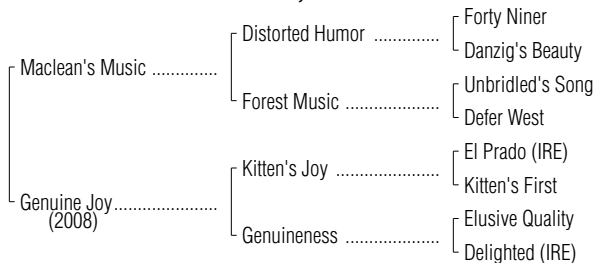 Forty Niner
Distorted Humor ..............
Danzig's Beauty
Maclean's Music ..............
Unbridled's Song
Forest Music ....................
Defer West
El Prado (IRE)
Kitten's Joy ......................
Kitten's First
Genuine Joy......................
(2008)
Elusive Quality
Genuineness ....................
Delighted (IRE)